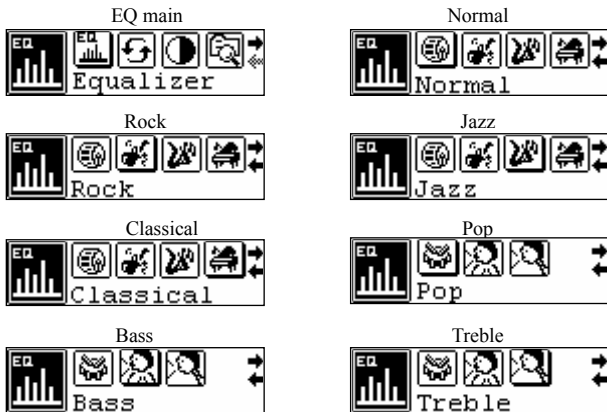 EQ main
EQ EQ
Equalizer
Normal
EQ
Normal
Rock
EQ
Rock
Jazz
EQ
Jazz
Classical
EQ
Classical
Pop
EQ
Pop
Bass
EQ
Bass
Treble
EQ
Treble